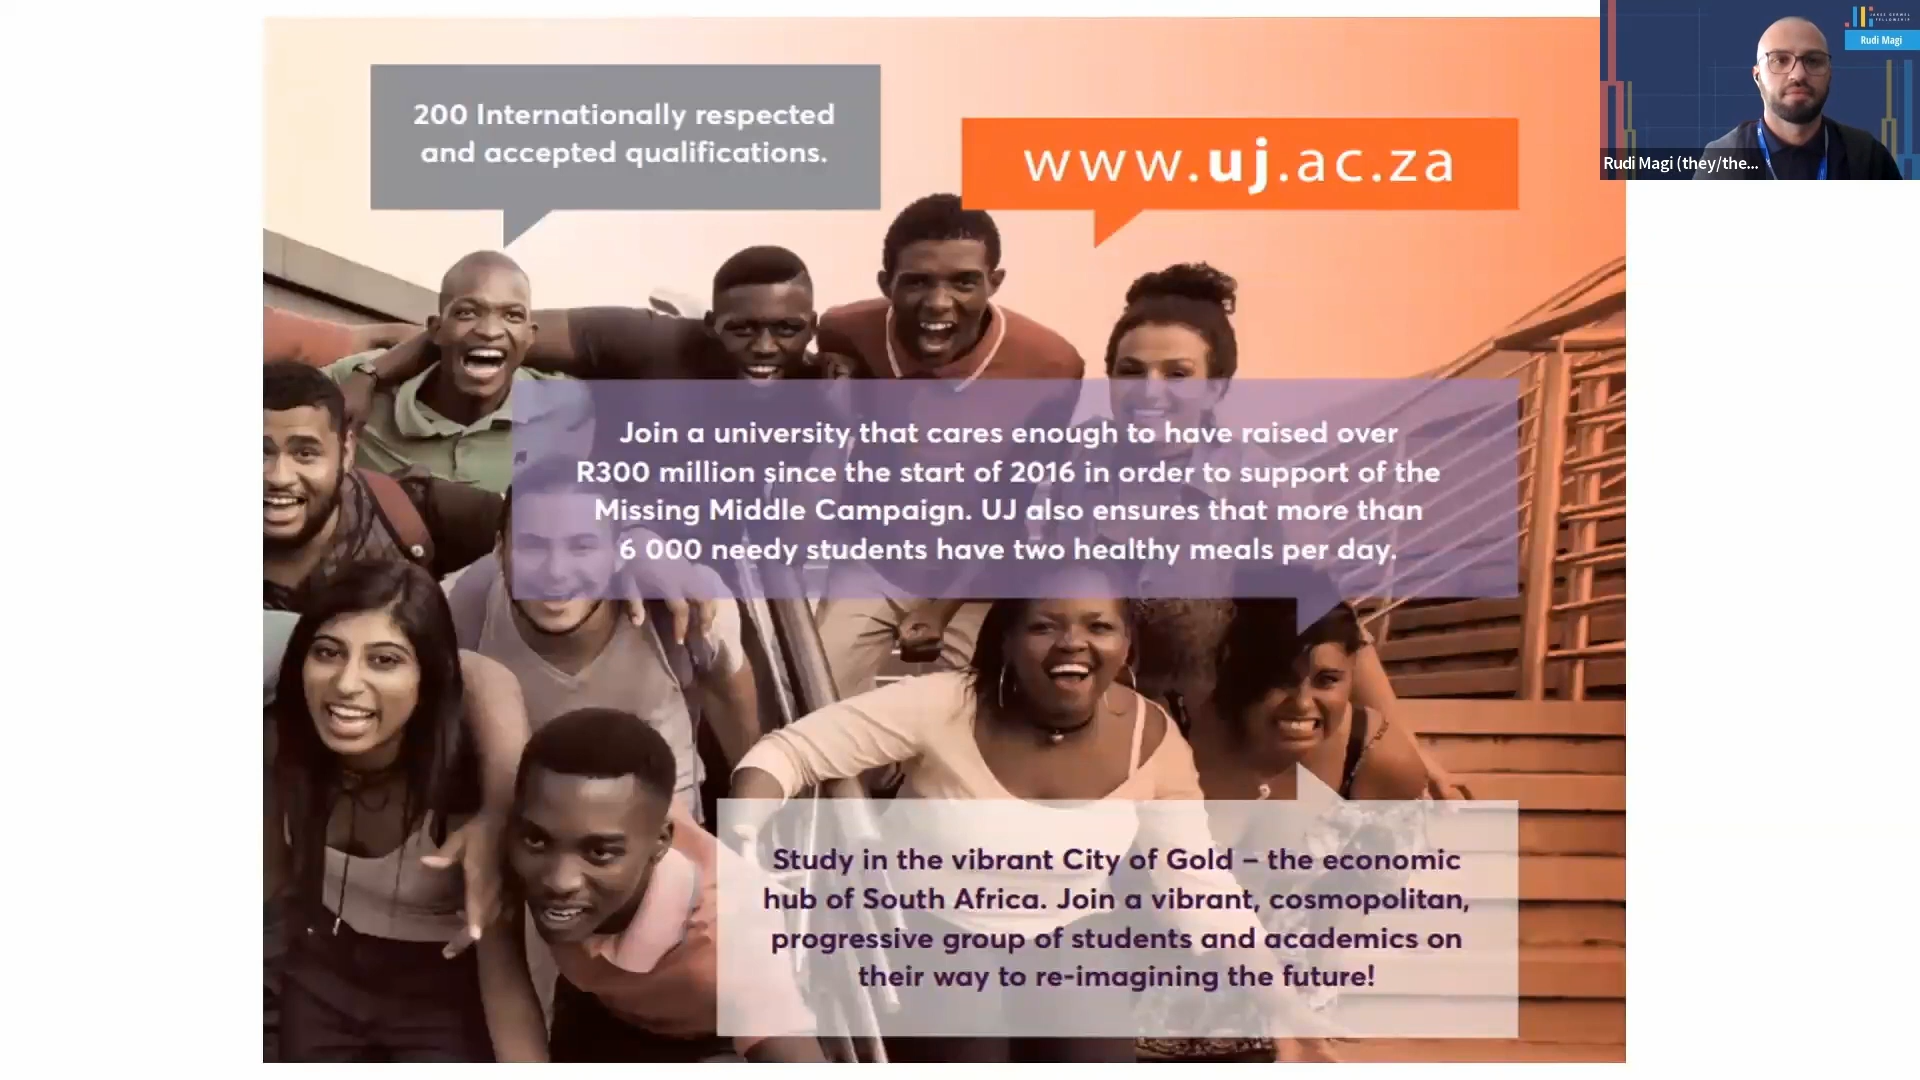 200 Internationally respected
and accepted qualifications.
www.uj.ac.za
Join a university that cares enough to have raised over
R300 million since the start of 2016 in order to support of the
Missing Middle Campaign. UJ also ensures that more than
6 000 needy students have two healthy meals per day.
Study in the vibrant City of Gold – the economic
hub of South Africa. Join a vibrant, cosmopolitan,
progressive group of students and academics on
their way to re-imagining the future!
JAKES GERWEL
FELLOWSHIP
Rudi Magi
Rudi Magi (they/the...